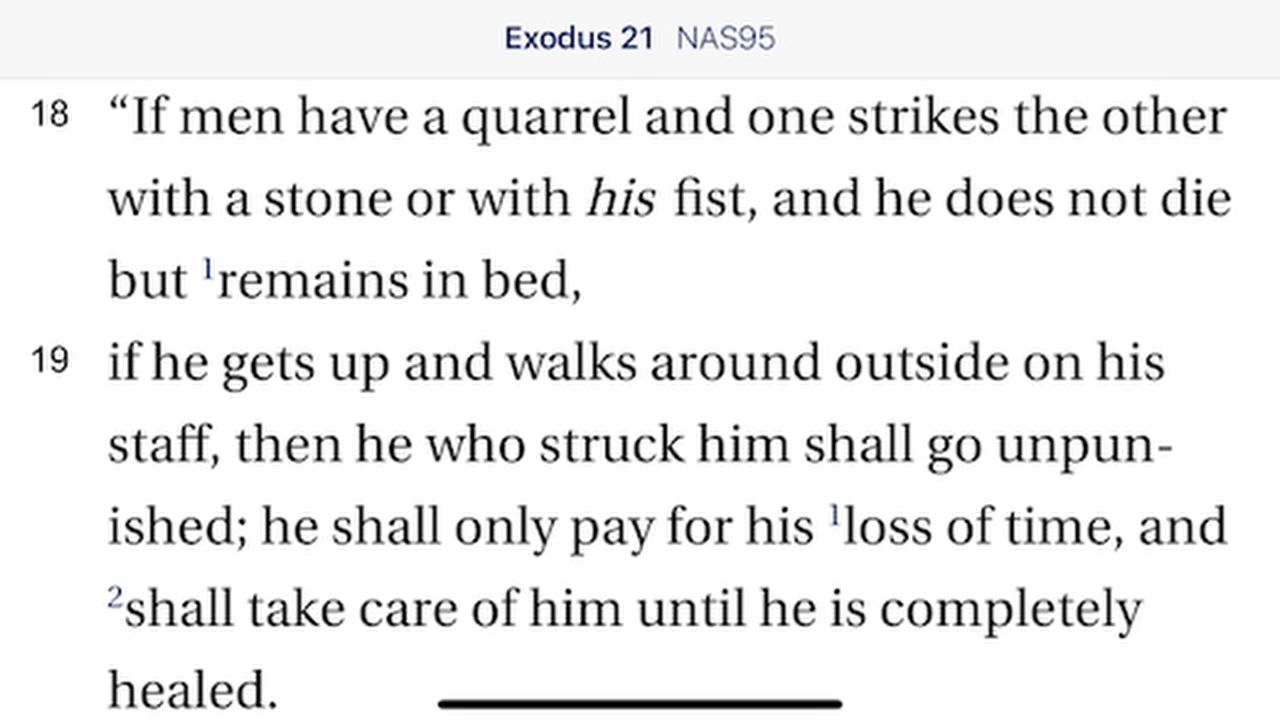 Exodus 21 NAS95
18 “If men have a quarrel and one strikes the other
with a stone or with his fist, and he does not die
but 1remains in bed,
19 if he gets up and walks around outside on his
staff, then he who struck him shall go unpun-
ished; he shall only pay for his 1loss of time, and
2shall take care of him until he is completely
healed.